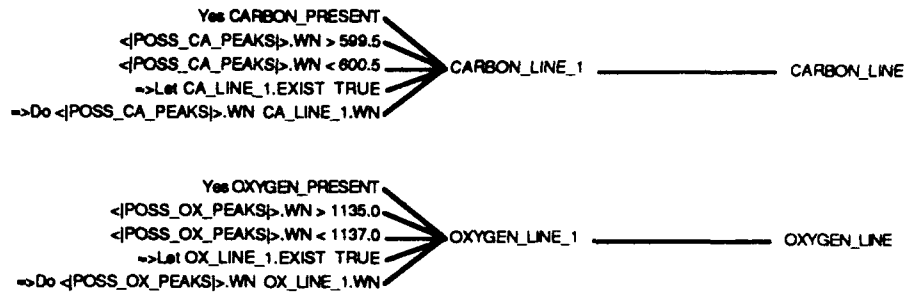 Yes CARBON_PRESENT
<|POSS_CA_PEAKS|>.WN > 599.5
<|POSS_CA_PEAKS|>.WN < 600.5
=>Let CA_LINE_1.EXIST TRUE
=>Do <|POSS_CA_PEAKS|>.WN CA_LINE_1.WN
CARBON_LINE_1
CARBON_LINE
Yes OXYGEN_PRESENT
<|POSS_OX_PEAKS|>.WN > 1135.0
<|POSS_OX_PEAKS|>.WN < 1137.0
=>Let OX_LINE_1.EXIST TRUE
=>Do <|POSS_OX_PEAKS|>.WN OX_LINE_1.WN
OXYGEN_LINE_1
OXYGEN_LINE